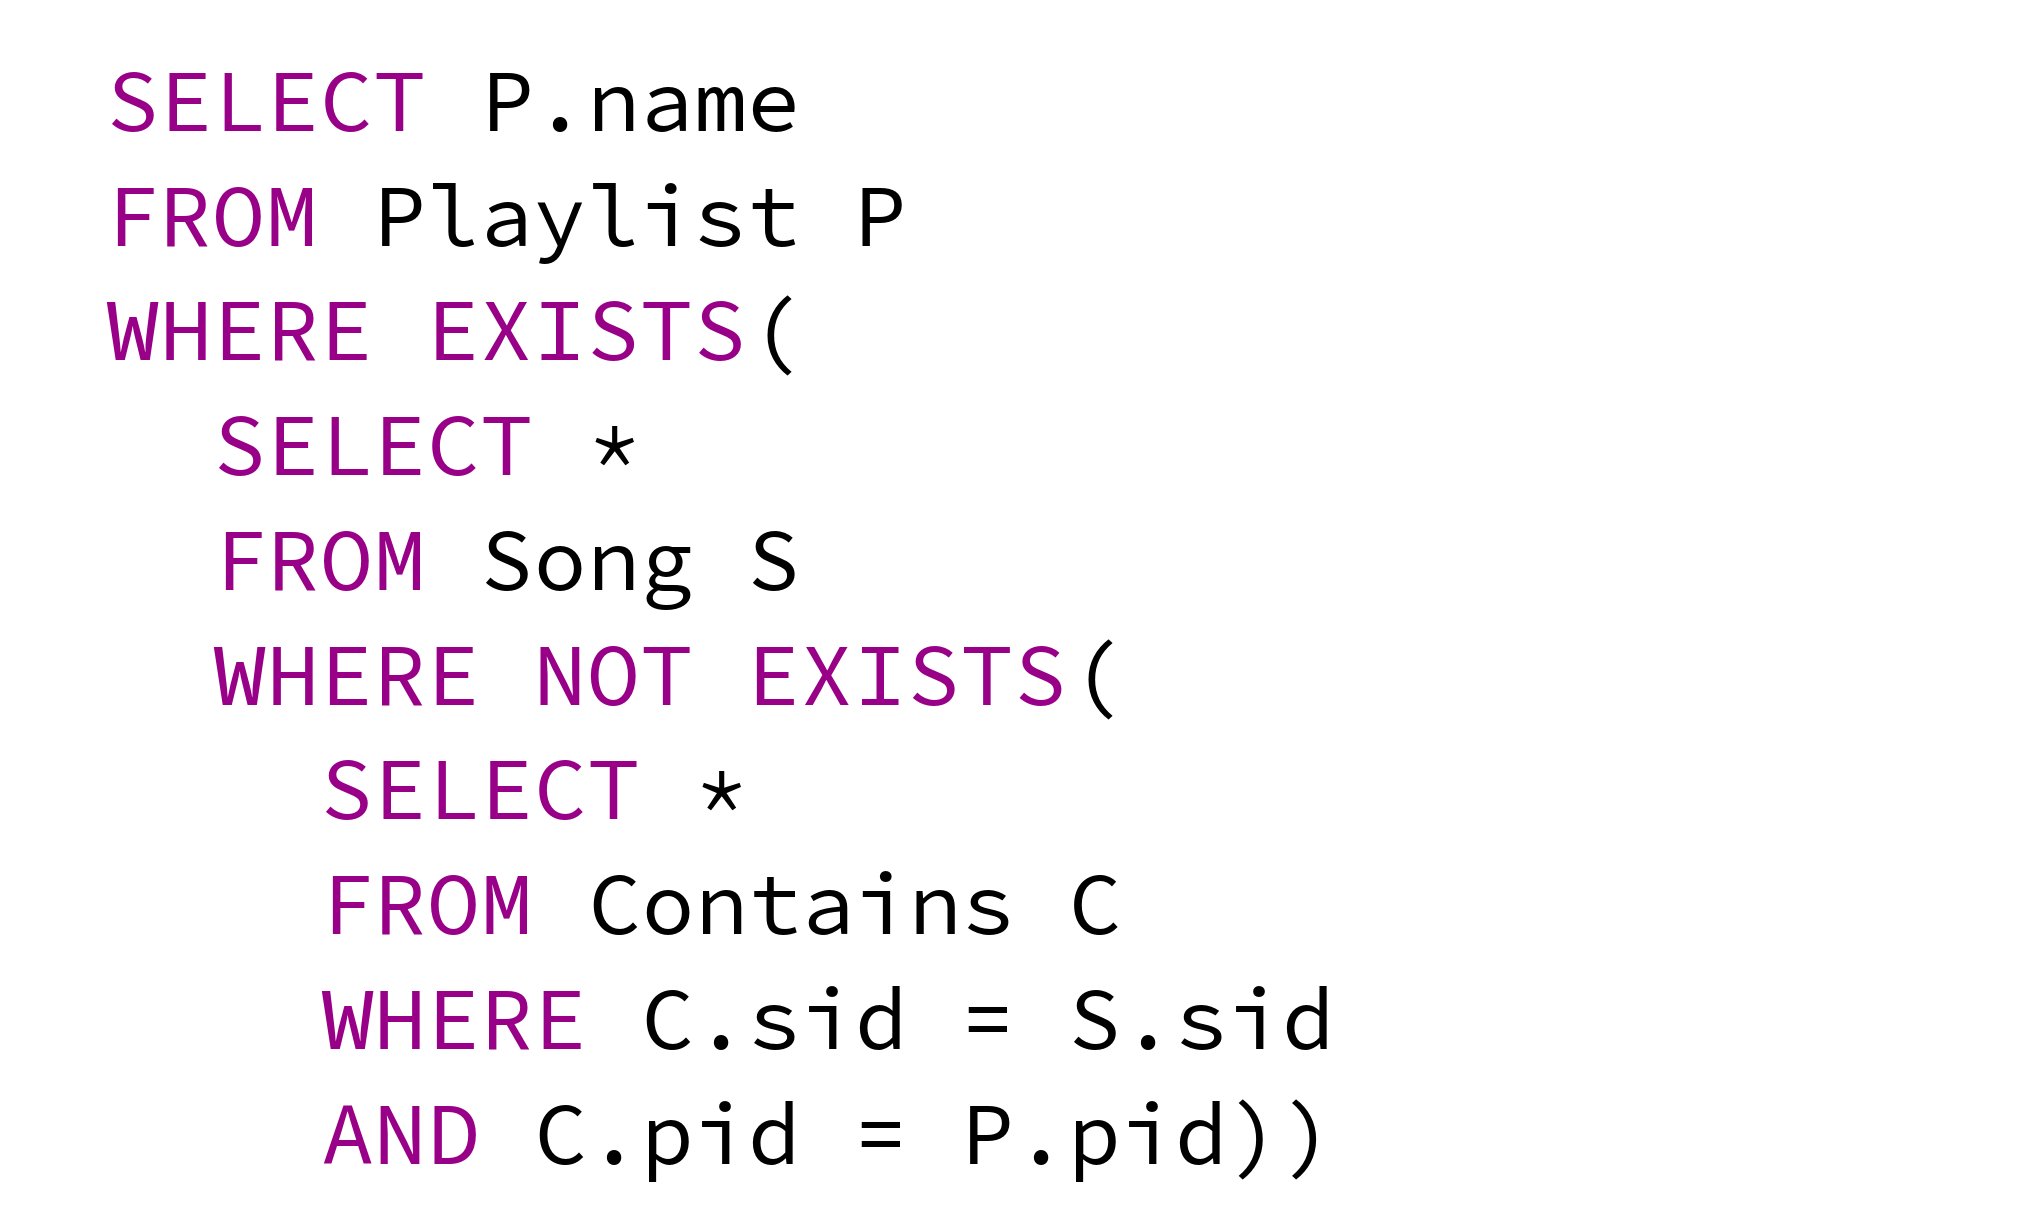 SELECT P.name
FROM Playlist P
WHERE EXISTS(
  SELECT *
  FROM Song S
  WHERE NOT EXISTS(
    SELECT *
    FROM Contains C
    WHERE C.sid = S.sid
    AND C.pid = P.pid))